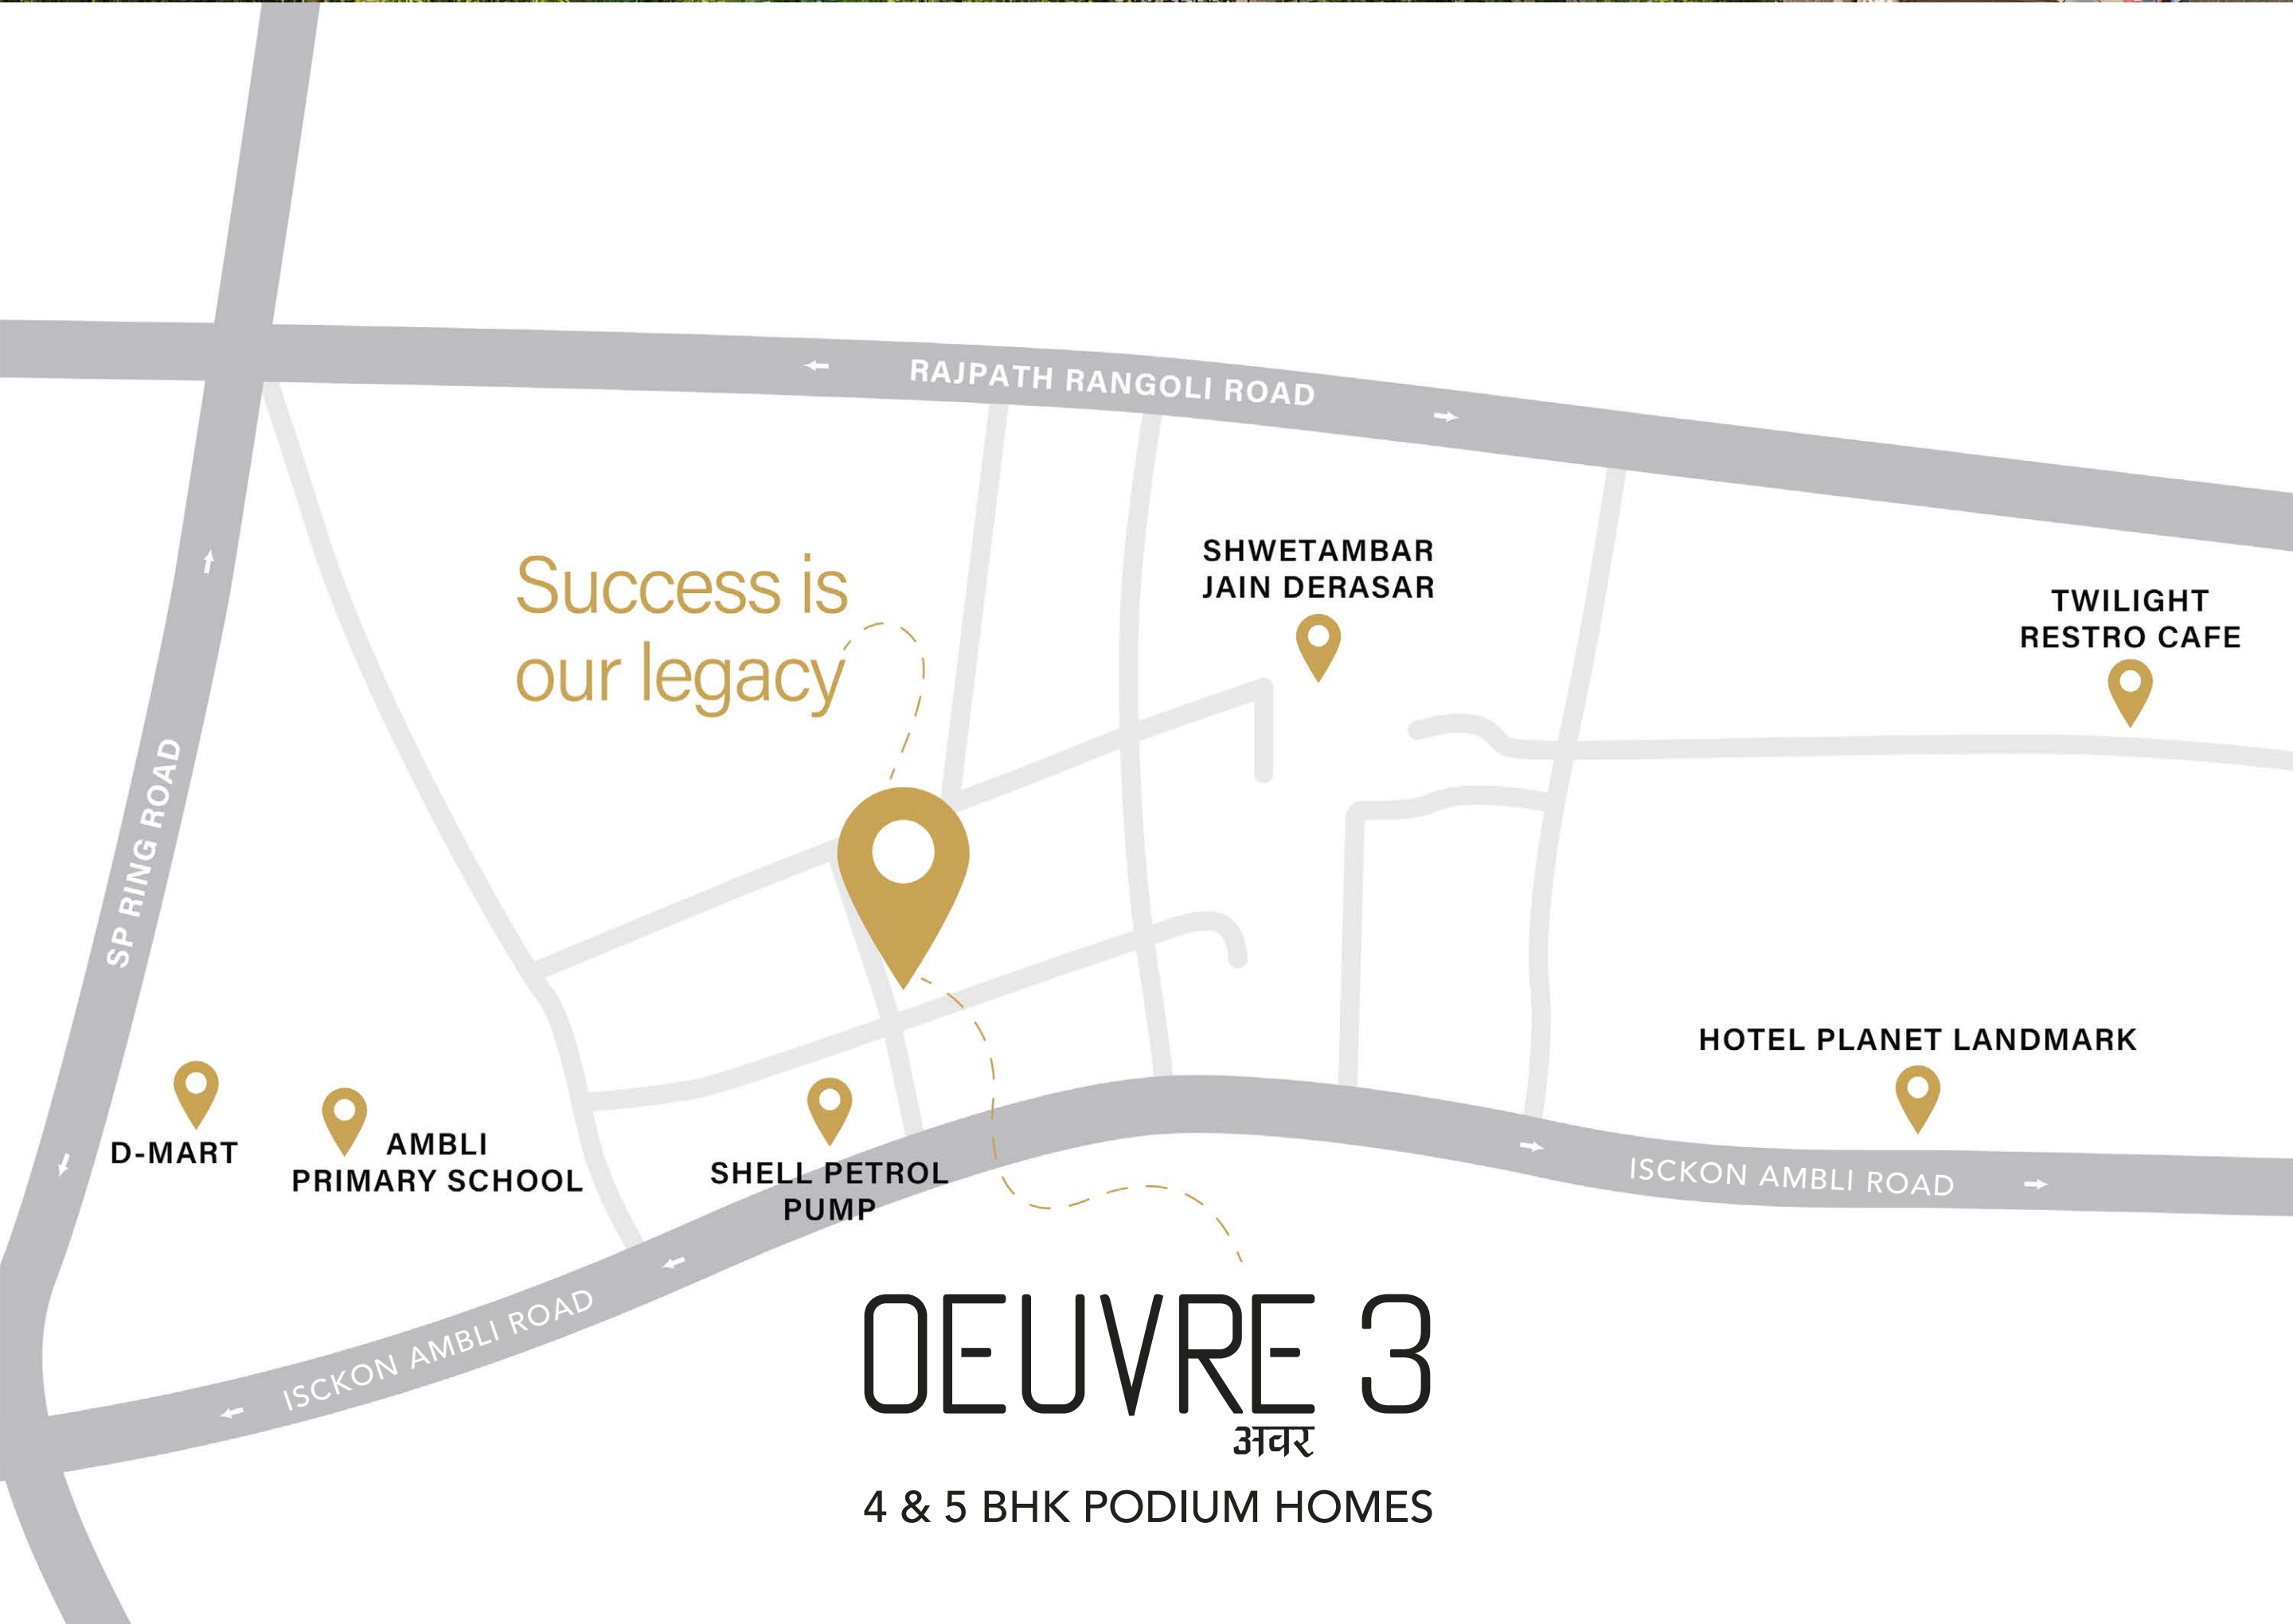 RAJPATH RANGOLI ROAD
Success is
our legacy
SHWETAMBAR
JAIN DERASAR
TWILIGHT
RESTRO CAFE
SP RING ROAD
HOTEL PLANET LANDMARK
D-MART
AMBLI
PRIMARY SCHOOL
SHELL PETROL
PUMP
ISCKON AMBLI ROAD
ISCKON AMBLI ROAD
OEUVRE 3
अवर
4 & 5 BHK PODIUM HOMES